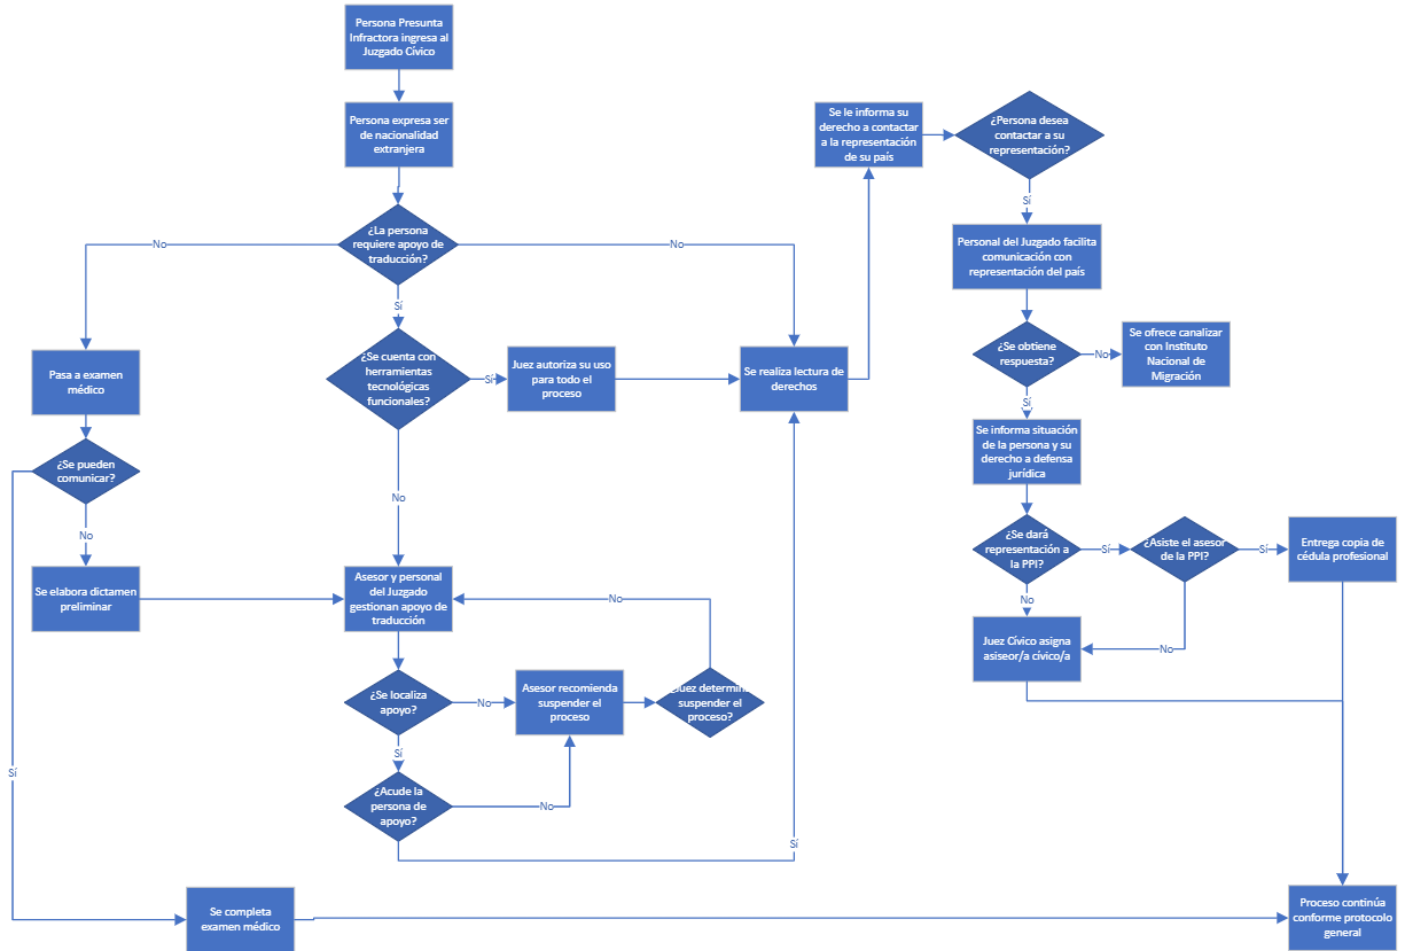 Persona Presunta
Infractora ingresa al
Juzgado Cívico
Persona expresa ser
de nacionalidad
extranjera
¿La persona
requiere apoyo de
traducción?
No
No
Sí
Pasa a examen
médico
¿Se pueden
comunicar?
No
Sí
Se elabora dictamen
preliminar
¿Se cuenta con
herramientas
tecnológicas
funcionales?
Sí
No
Juez autoriza su uso
para todo el
proceso
Se realiza lectura de
derechos
Asesor y personal
del Juzgado
gestionan apoyo de
traducción
¿Se localiza
apoyo?
No
Sí
Asesor recomienda
suspender el
proceso
¿Juez determina
suspender el
proceso?
No
¿Acude la
persona de
apoyo?
No
Sí
Se completa
examen médico
Se le informa su
derecho a contactar
a la representación
de su país
¿Persona desea
contactar a su
representación?
Sí
Personal del Juzgado facilita
comunicación con
representación del país
¿Se obtiene
respuesta?
No
Sí
Se ofrece canalizar
con Instituto
Nacional de
Migración
Se informa situación
de la persona y su
derecho a defensa
jurídica
¿Se dará
representación a
la PPI?
Sí
No
¿Asiste el asesor
de la PPI?
Sí
No
Entrega copia de
cédula profesional
Juez Cívico asigna
asiseor/a cívico/a
Proceso continúa
conforme protocolo
general